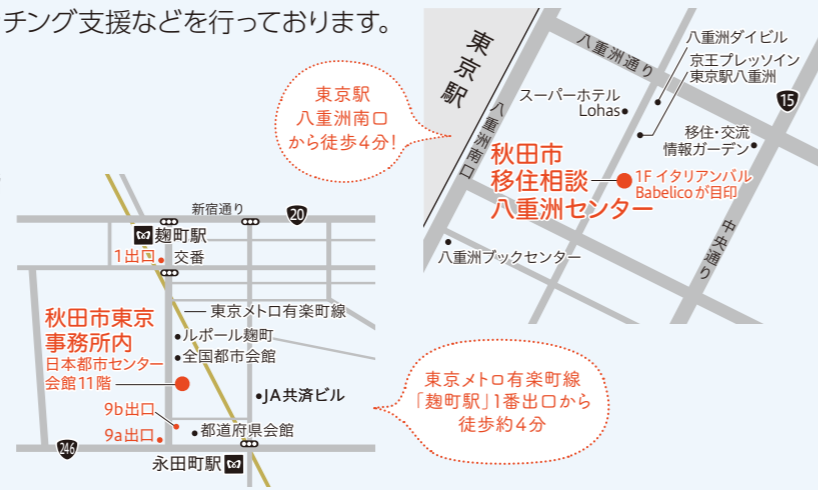 チング支援などを行っております。
東京駅
八重洲南口
から徒歩4分!
東京駅
八重洲南口
八重洲通り
八重洲ダイビル
京王プレッソイン
東京駅八重洲
スーパーホテル
Lohas
15
移住・交流
情報ガーデン
秋田市
移住相談
八重洲センター
1F イタリアンバル
Babelicoが目印
中央通り
八重洲ブックセンター
新宿通り
20
麹町駅
1出口
交番
秋田市東京
事務所内
日本都市センター
会館11階
東京メトロ有楽町線
ルポール麹町
全国都市会館
JA共済ビル
9b出口
9a出口
都道府県会館
246
永田町駅
東京メトロ有楽町線
「麹町駅」1番出口から
徒歩約4分